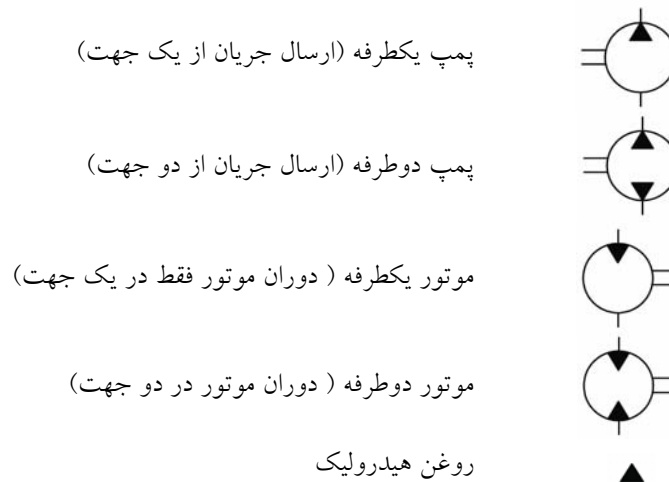 پمپ یکطرفه (ارسال جریان از یک جهت)
پمپ دوطرفه (ارسال جریان از دو جهت)
موتور یکطرفه ( دوران موتور فقط در یک جهت)
موتور دوطرفه ( دوران موتور در دو جهت)
روغن هیدرولیک